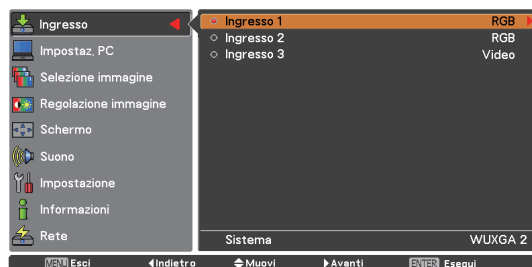 Ingresso
Impostaz. PC
Selezione immagine
Regolazione immagine
Schermo
Suono
Impostazione
Informazioni
Rete
Ingresso 1 RGB
Ingresso 2 RGB
Ingresso 3 Video
Sistema WUXGA 2
MENU Esci Indietro Muovi Avanti ENTER Esegui